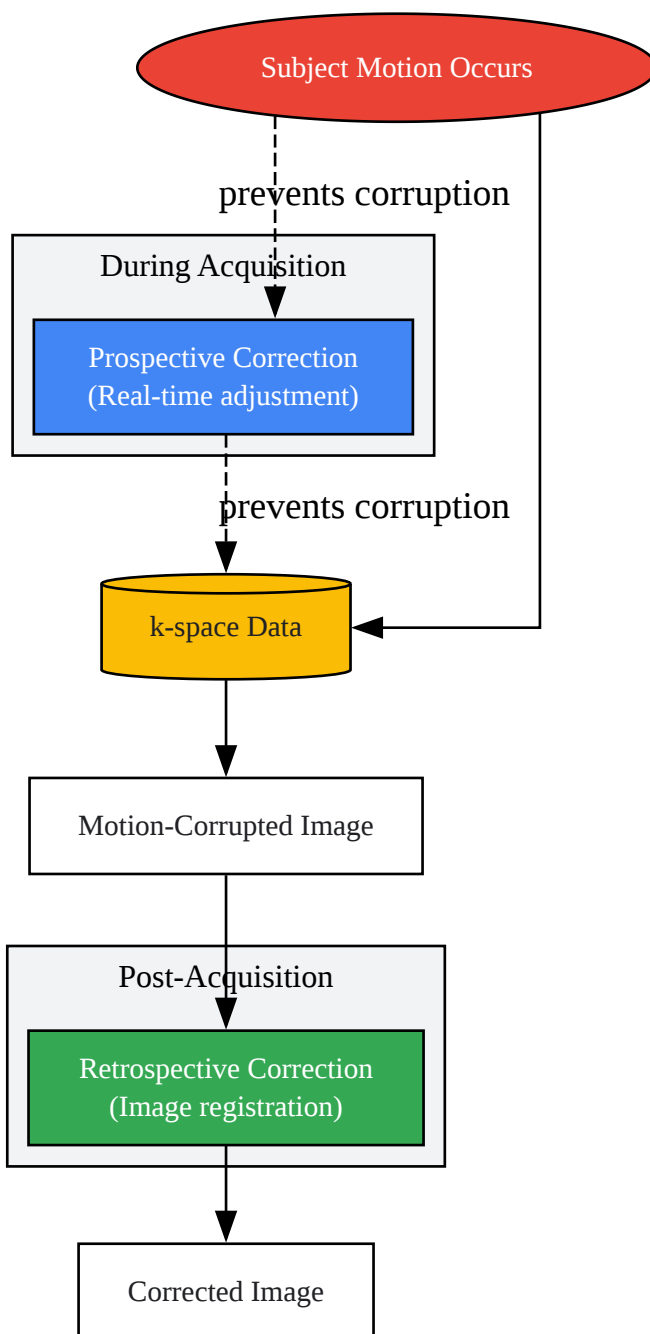 Subject Motion Occurs
prevents corruption
During Acquisition
Prospective Correction
(Real-time adjustment)
prevents corruption
k-space Data
Motion-Corrupted Image
Post-Acquisition
Retrospective Correction
(Image registration)
Corrected Image